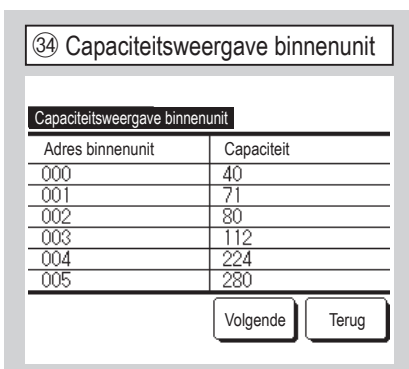 34 Capaciteitsweergave binnenunit
Capaciteitsweergave binnenunit
Adres binnenunit Capaciteit
000 40
001 71
002 80
003 112
004 224
005 280
Volgende Terug